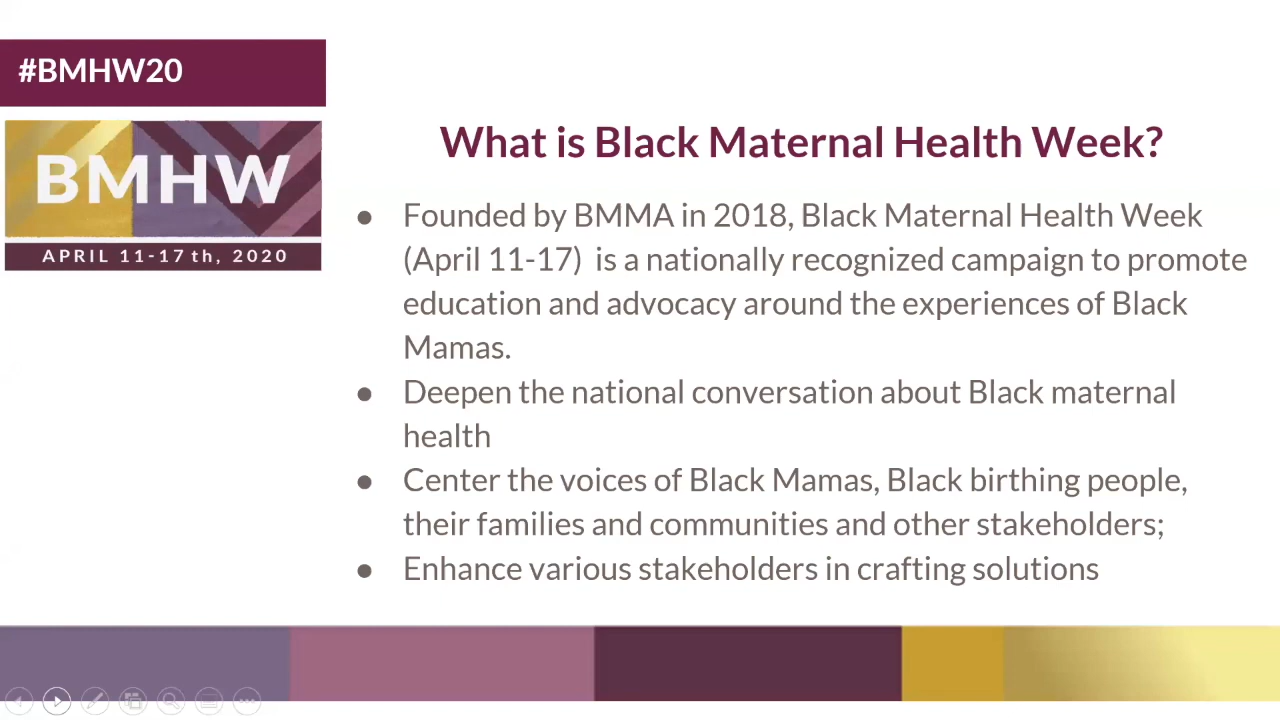 #BMHW20
BMHW
APRIL 11-17th, 2020
What is Black Maternal Health Week?
● Founded by BMMA in 2018, Black Maternal Health Week
(April 11-17)  is a nationally recognized campaign to promote
education and advocacy around the experiences of Black
Mamas.
● Deepen the national conversation about Black maternal
health
● Center the voices of Black Mamas, Black birthing people,
their families and communities and other stakeholders;
● Enhance various stakeholders in crafting solutions